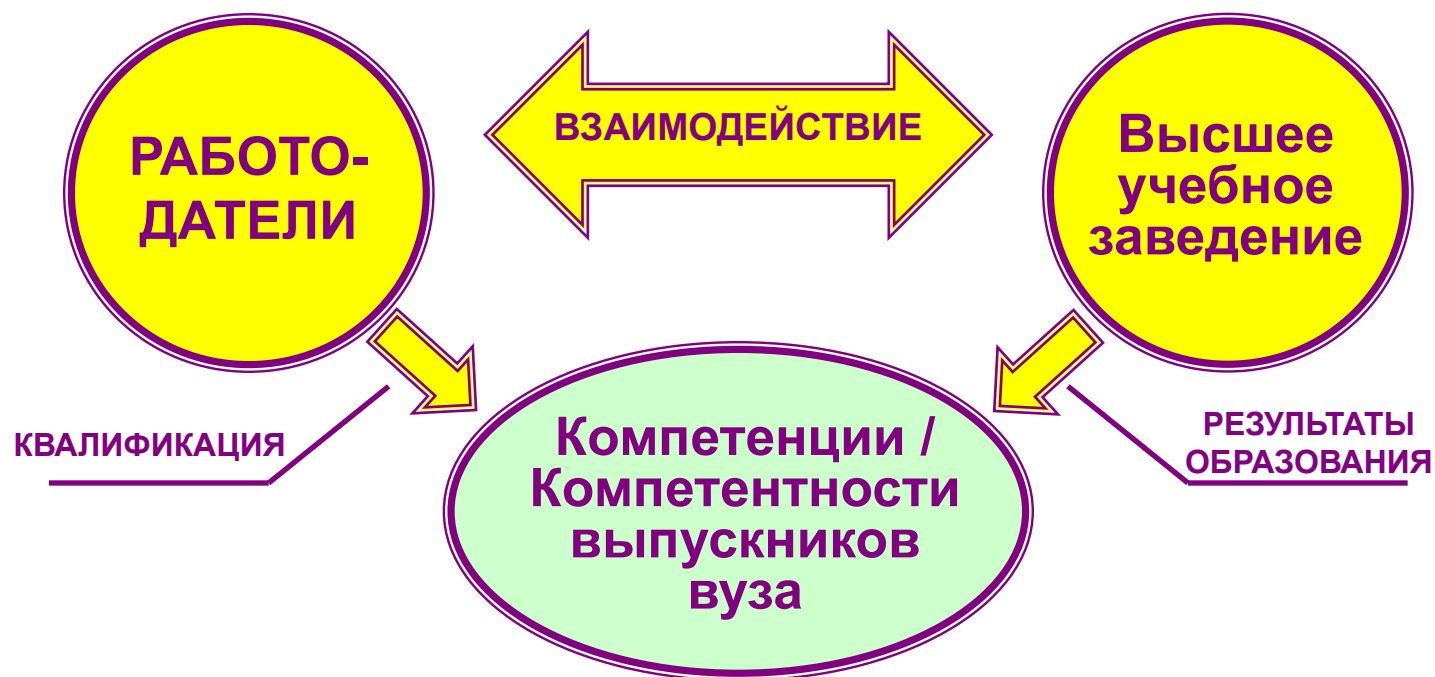 РАБОТО-
ДАТЕЛИ
ВЗАИМОДЕЙСТВИЕ
Высшее
учебное
заведение
КВАЛИФИКАЦИЯ
РЕЗУЛЬТАТЫ
ОБРАЗОВАНИЯ
Компетенции /
Компетентности
выпускников
вуза